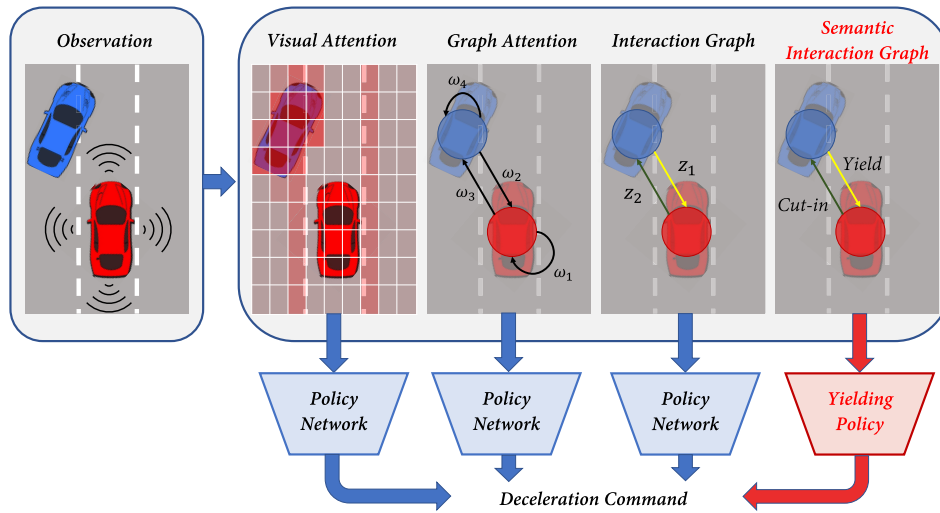 Observation
Visual Attention
Graph Attention
Interaction Graph
Semantic
Interaction Graph
ω₄
ω₂
ω₃
ω₁
z₁
z₂
Yield
Cut-in
Policy
Network
Policy
Network
Policy
Network
Yielding
Policy
Deceleration Command